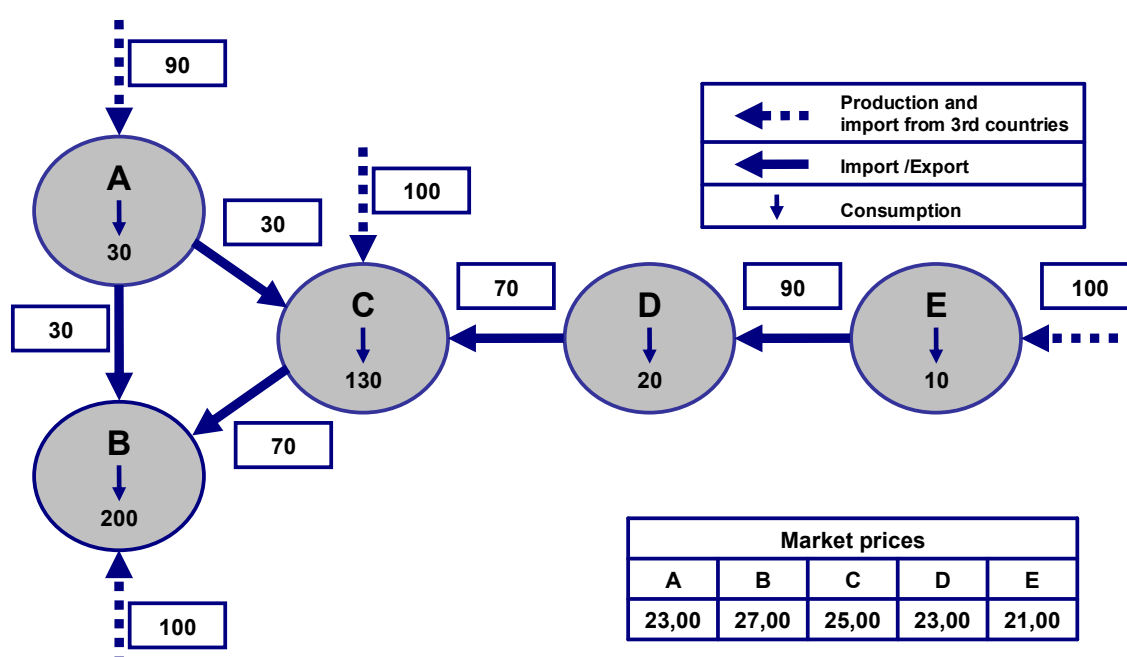 90
A
30
30
30
B
200
100
100
C
130
70
70
D
20
90
E
10
100
Production and
import from 3rd countries
Import /Export
Consumption
Market prices
A B C D E
23,00 27,00 25,00 23,00 21,00